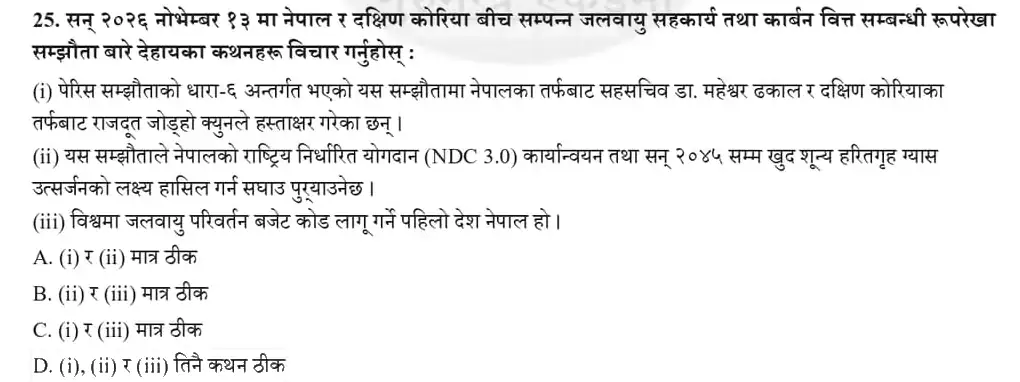 25. सन् २०२६ नोभेम्बर १३ मा नेपाल र दक्षिण कोरिया बीच सम्पन्न जलवायु सहकार्य तथा कार्बन वित्त सम्बन्धी रूपरेखा
सम्झौता बारे देहायका कथनहरू विचार गर्नुहोस् :
(i) पेरिस सम्झौताको धारा-६ अन्तर्गत भएको यस सम्झौतामा नेपालका तर्फबाट सहसचिव डा. महेश्वर ढकाल र दक्षिण कोरियाका
तर्फबाट राजदूत जोड्हो क्युनले हस्ताक्षर गरेका छन् ।
(ii) यस सम्झौताले नेपालको राष्ट्रिय निर्धारित योगदान (NDC 3.0) कार्यान्वयन तथा सन् २०४५ सम्म खुद शून्य हरितगृह ग्यास
उत्सर्जनको लक्ष्य हासिल गर्न सघाउ पुर्‍याउनेछ ।
(iii) विश्वमा जलवायु परिवर्तन बजेट कोड लागू गर्ने पहिलो देश नेपाल हो ।
A. (i) र (ii) मात्र ठीक
B. (ii) र (iii) मात्र ठीक
C. (i) र (iii) मात्र ठीक
D. (i), (ii) र (iii) तिनै कथन ठीक